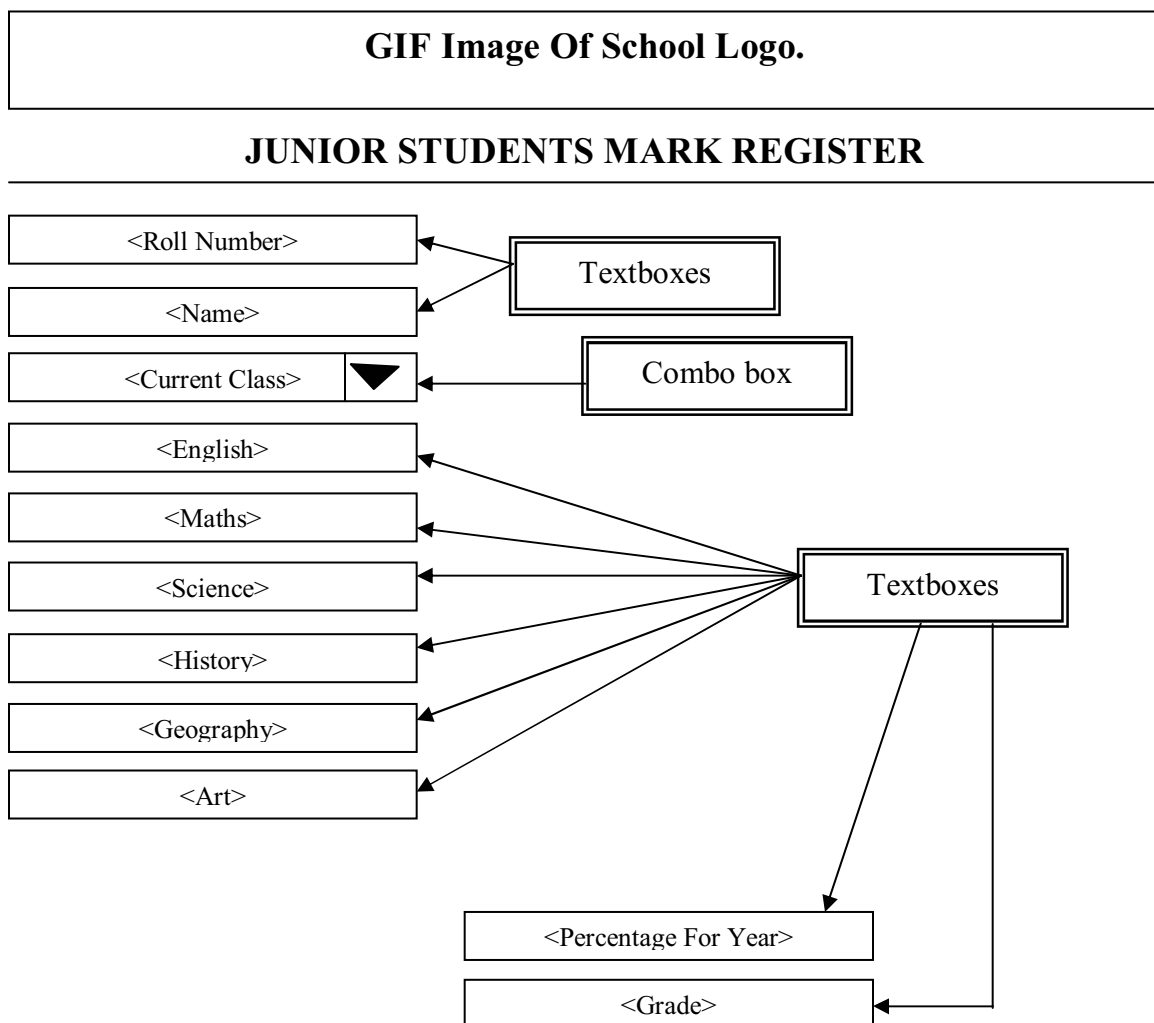 GIF Image Of School Logo.
JUNIOR STUDENTS MARK REGISTER
<Roll Number>
Textboxes
<Name>
<Current Class>
Combo box
<English>
<Maths>
<Science>
Textboxes
<History>
<Geography>
<Art>
<Percentage For Year>
<Grade>